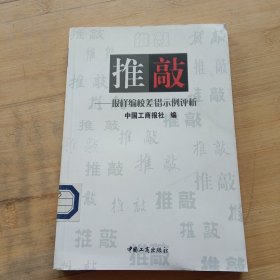 推敲
——报样编校差错示例评析
中国工商报社 编
中国工商出版社